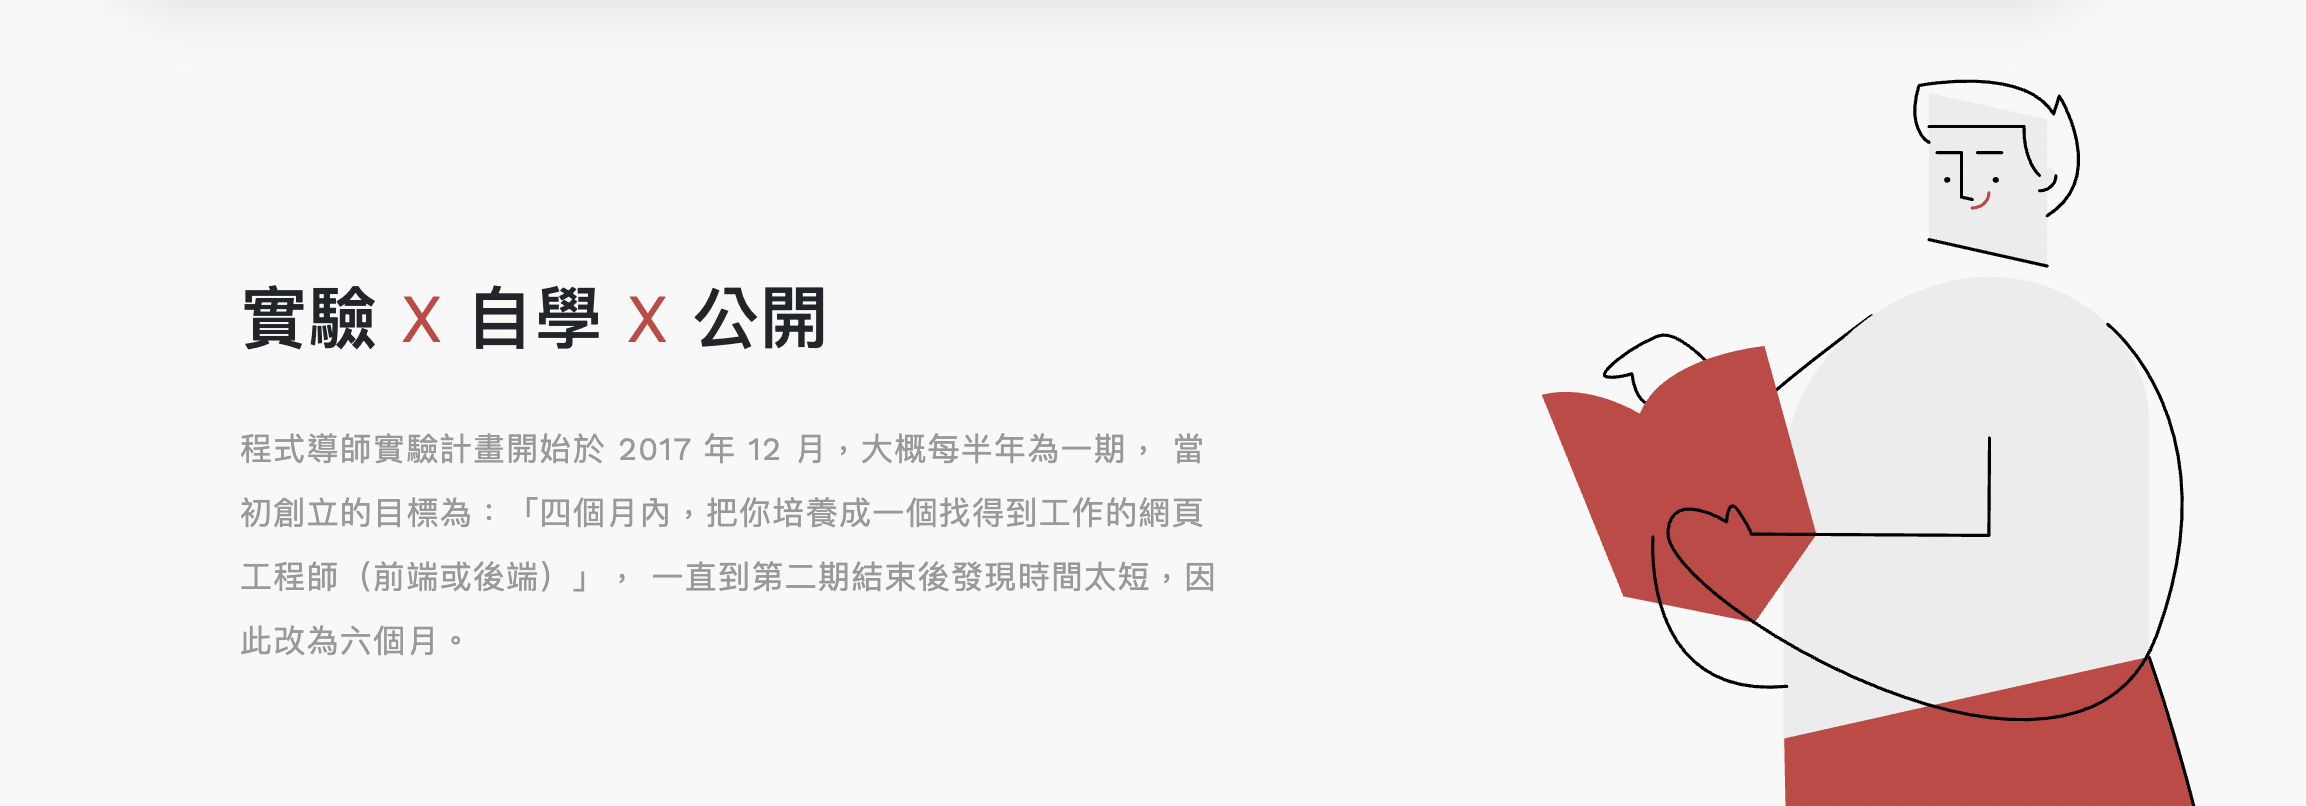 實驗 X 自學 X 公開
程式導師實驗計畫開始於 2017 年 12 月，大概每半年為一期， 當
初創立的目標為：「四個月內，把你培養成一個找得到工作的網頁
工程師（前端或後端）」， 一直到第二期結束後發現時間太短，因
此改為六個月。